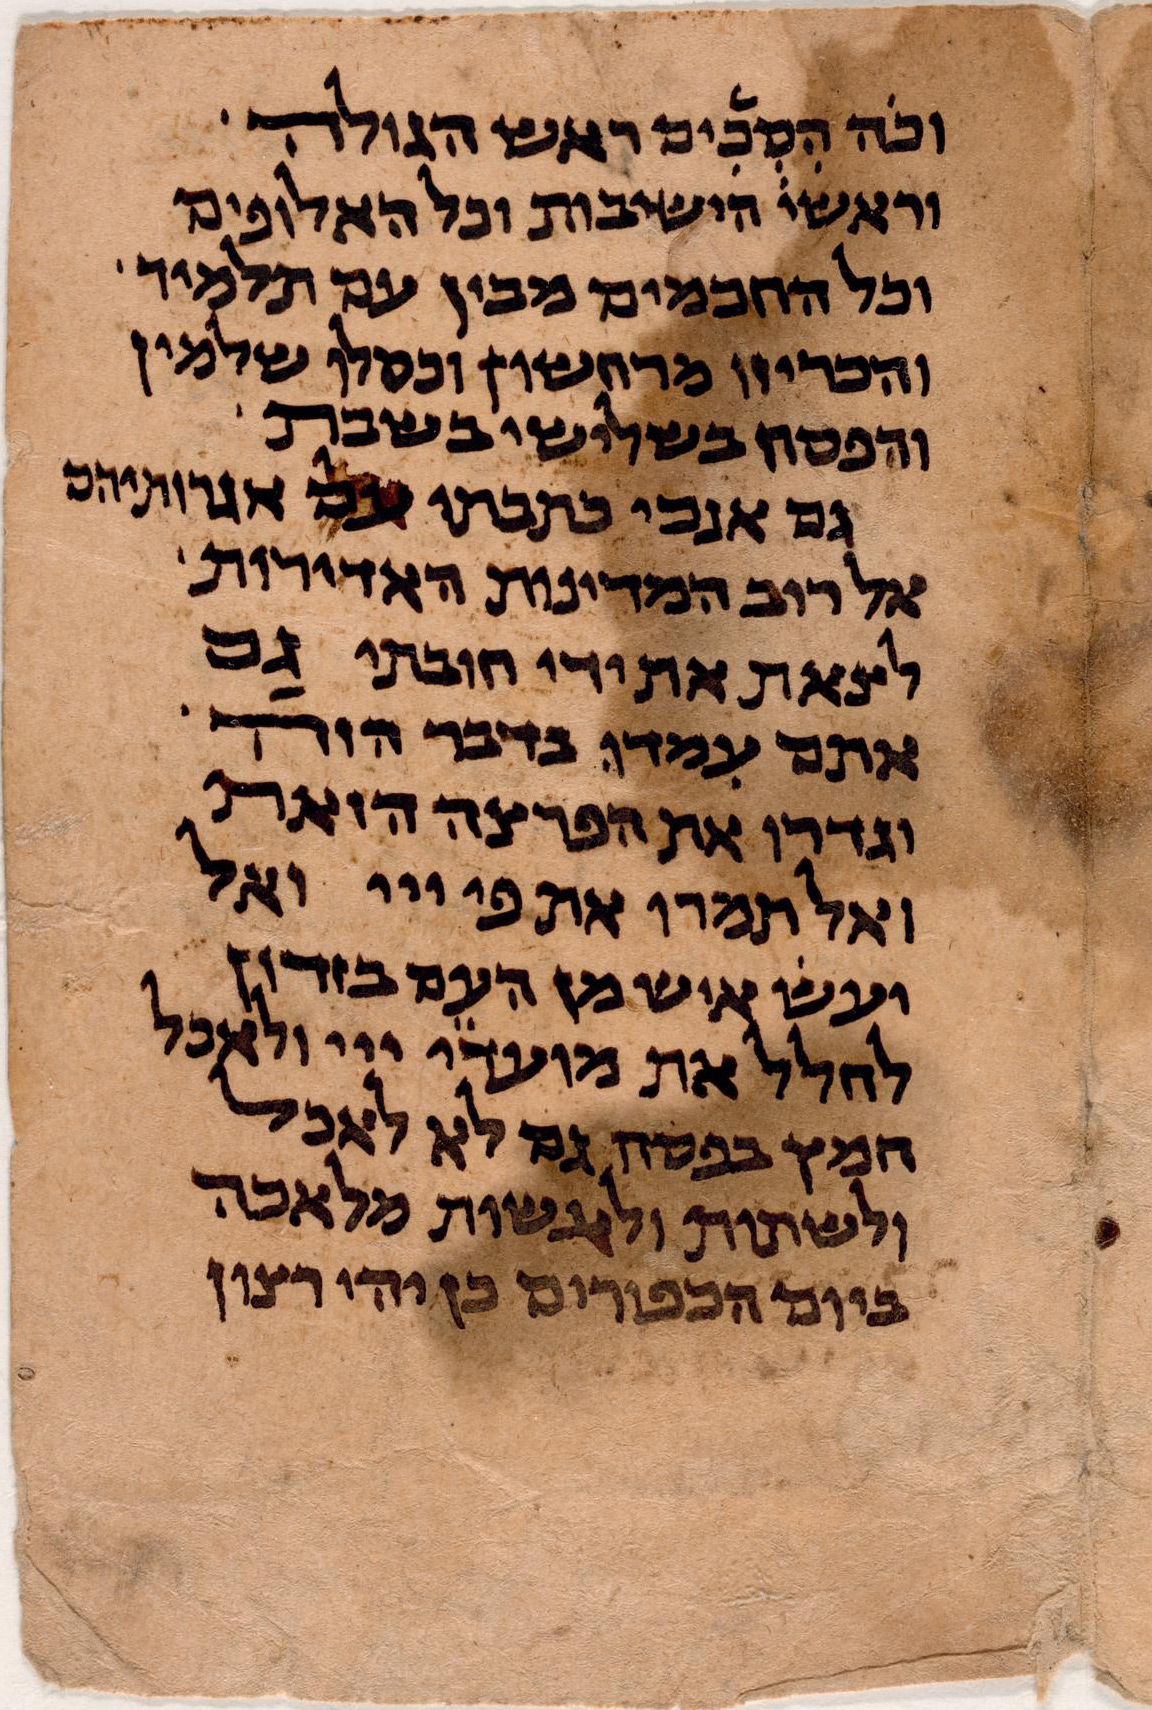 וכה הסכים ראש הגולה
וראשי הישיבות וכל האלופים
וכל החכמים מבין עם תלמיד
והכריזו מרחשון וכסלו שלמין
והפסח בשלישי בשבת
גם אנכי כתבתי על אגרותיהם
אל רוב המדינות האדירות
לצאת את ידי חובתי גם
אתם עמדו בדבר הזה
וגדרו את הפרצה הזאת
ואל תמרו את פי ייי ואל
יעש איש מן העם בזדון
לחלל את מועדי ייי ולאכל
חמץ בפסח גם לא לאכל
ולשתות ולעשות מלאכה
ביום הכפורים כן יהי רצון